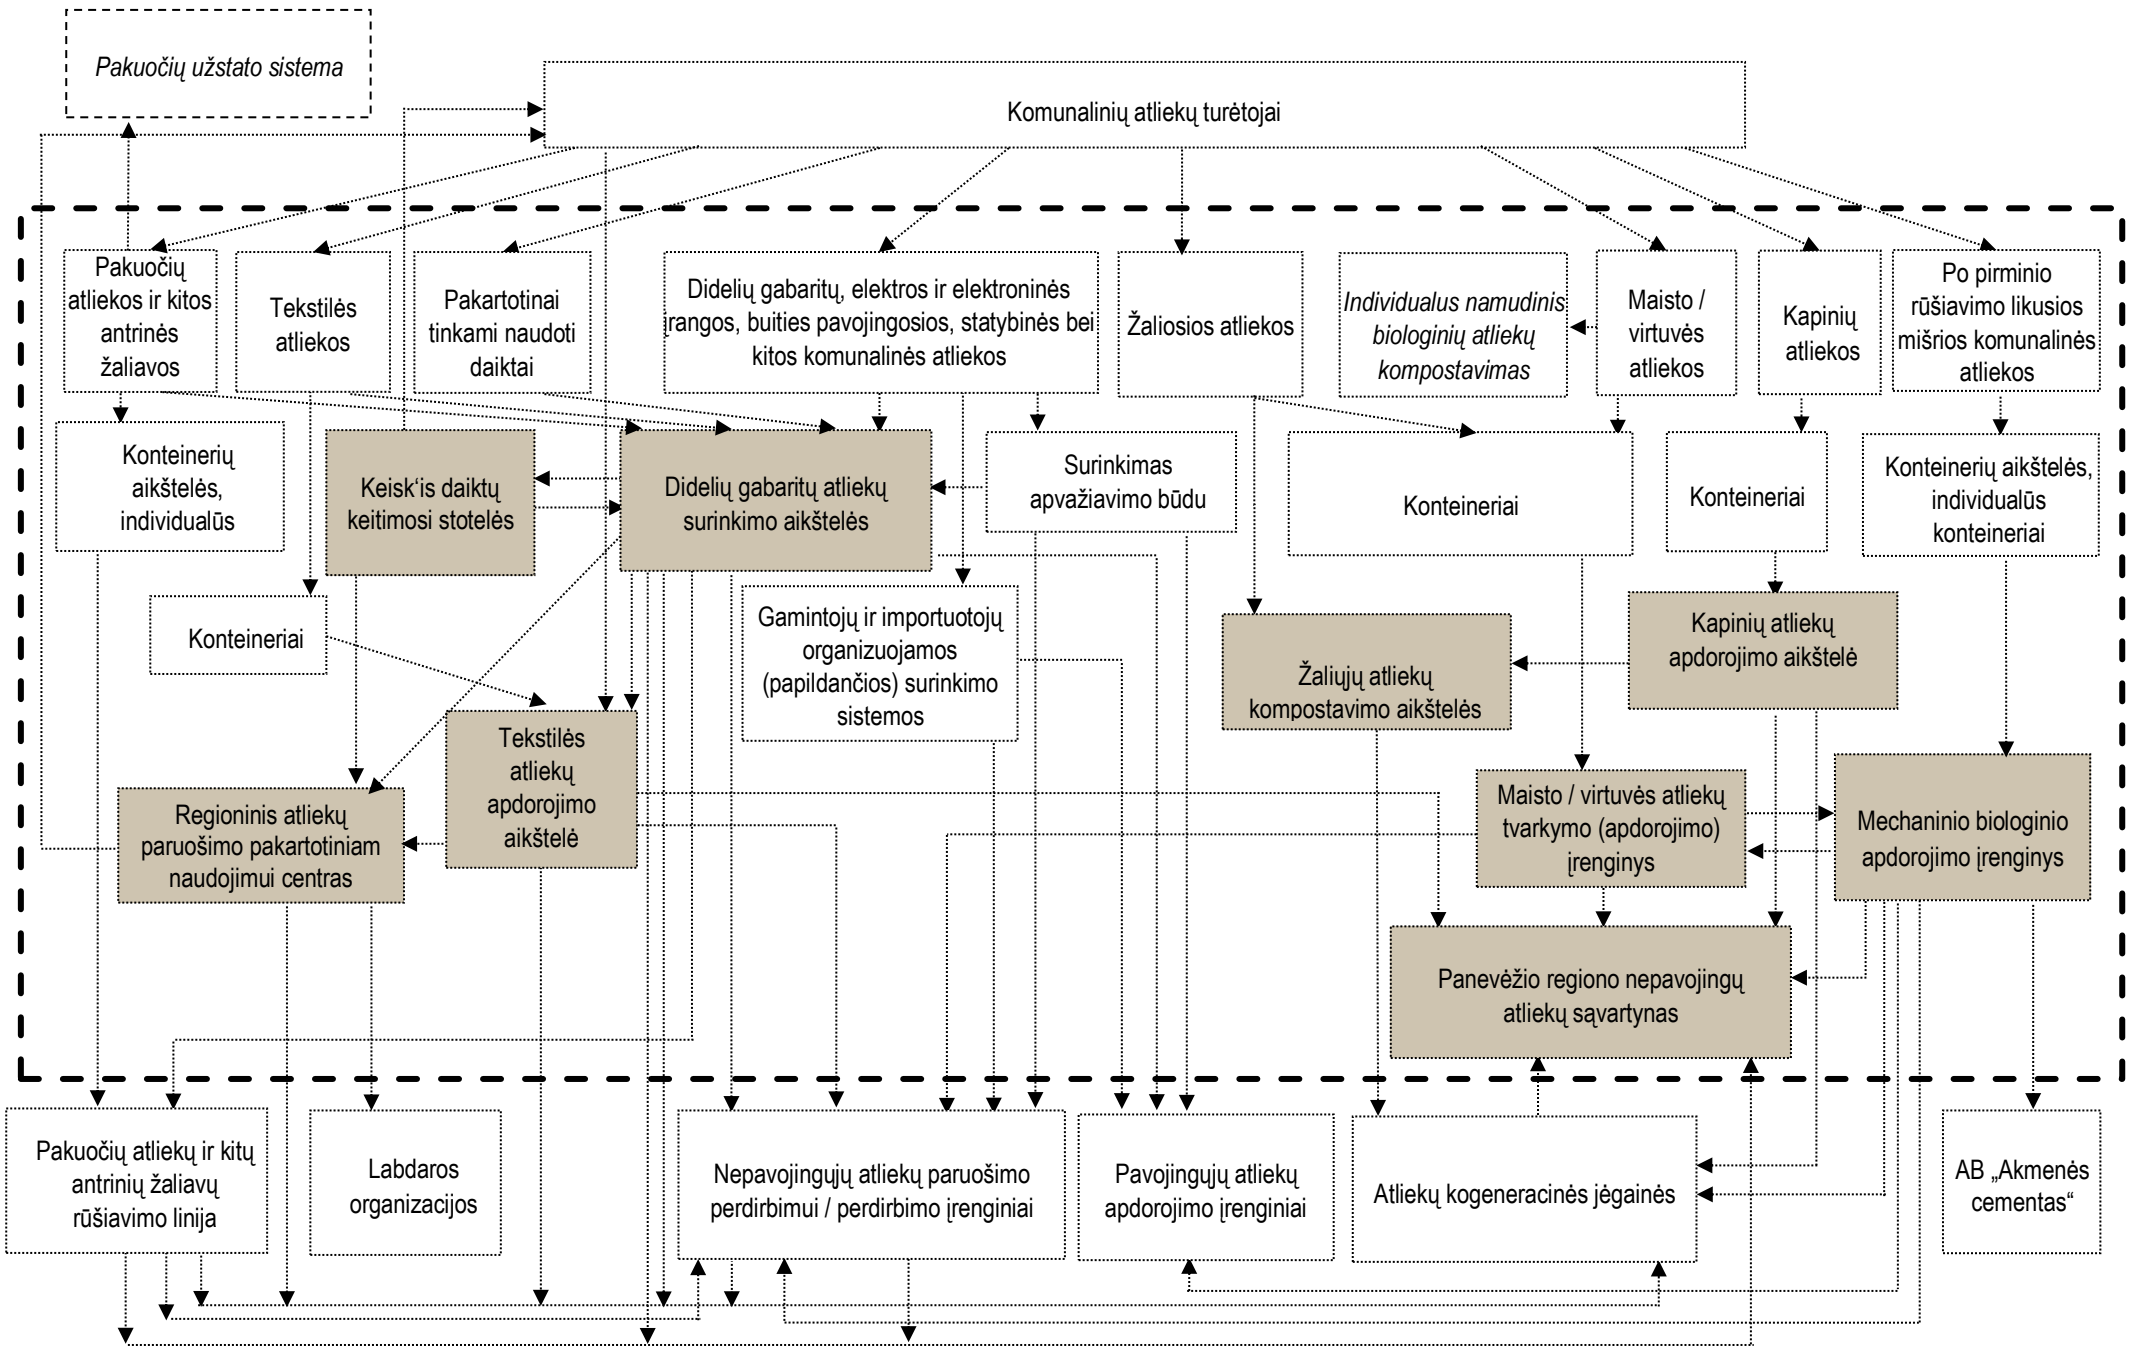 Pakuočių užstato sistema
Komunalinių atliekų turėtojai
Pakuočių
atliekos ir kitos
antrinės
žaliavos
Tekstilės
atliekos
Pakartotinai
tinkami naudoti
daiktai
Didelių gabaritų, elektros ir elektroninės
įrangos, buities pavojingosios, statybinės bei
kitos komunalinės atliekos
Žaliosios atliekos
Individualus namudinis
biologinių atliekų
kompostavimas
Maisto /
virtuvės
atliekos
Kapinių
atliekos
Po pirminio
rūšiavimo likusios
mišrios komunalinės
atliekos
Konteinerių
aikštelės,
individualūs
Keisk‘is daiktų
keitimosi stotelės
Didelių gabaritų atliekų
surinkimo aikštelės
Surinkimas
apvažiavimo būdu
Konteineriai
Konteineriai
Konteinerių aikštelės,
individualūs
konteineriai
Konteineriai
Gamintojų ir importuotojų
organizuojamos
(papildančios) surinkimo
sistemos
Žaliųjų atliekų
kompostavimo aikštelės
Kapinių atliekų
apdorojimo aikštelė
Tekstilės
atliekų
apdorojimo
aikštelė
Regioninis atliekų
paruošimo pakartotiniam
naudojimui centras
Maisto / virtuvės atliekų
tvarkymo (apdorojimo)
įrenginys
Mechaninio biologinio
apdorojimo įrenginys
Panevėžio regiono nepavojingų
atliekų sąvartynas
Pakuočių atliekų ir kitų
antrinių žaliavų
rūšiavimo linija
Labdaros
organizacijos
Nepavojingųjų atliekų paruošimo
perdirbimui / perdirbimo įrenginiai
Pavojingųjų atliekų
apdorojimo įrenginiai
Atliekų kogeneracinės jėgainės
AB „Akmenės
cementas“